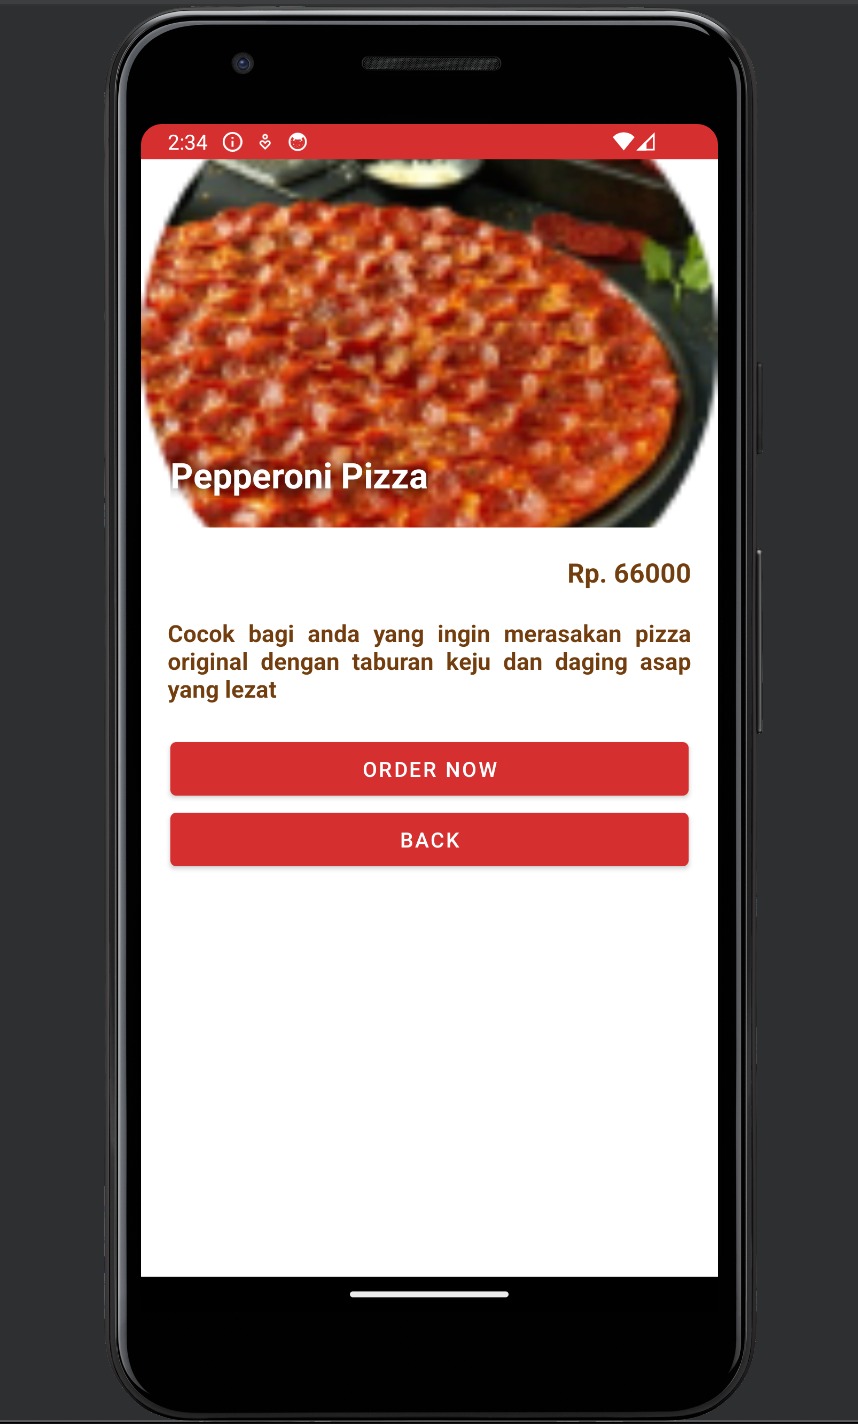 2:34
Pepperoni Pizza
Rp. 66000
Cocok bagi anda yang ingin merasakan pizza
original dengan taburan keju dan daging asap
yang lezat
ORDER NOW
BACK